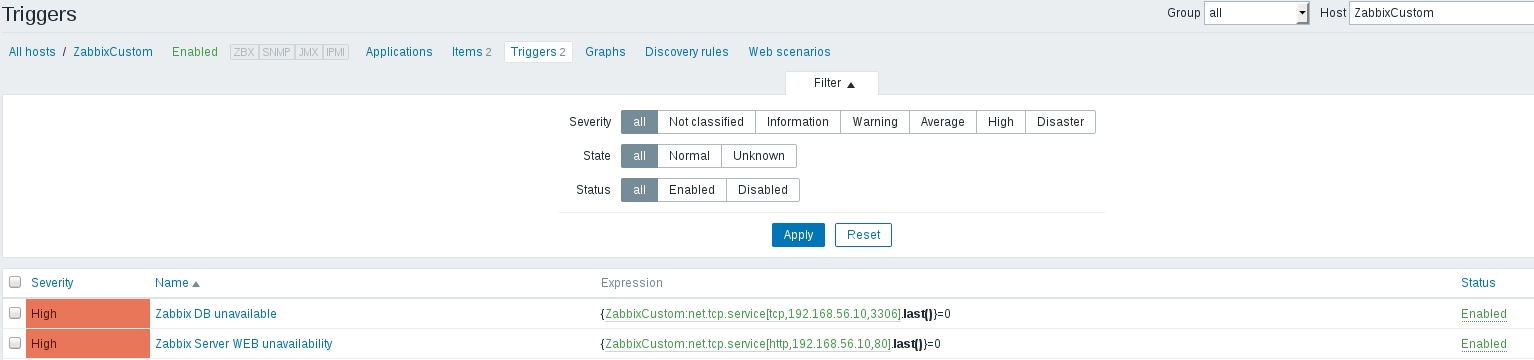 Triggers
Group all Host ZabbixCustom
All hosts / ZabbixCustom Enabled ZBX SNMP JMX IPMI Applications Items 2 Triggers 2 Graphs Discovery rules Web scenarios
Filter ▲
Severity all Not classified Information Warning Average High Disaster
State all Normal Unknown
Status all Enabled Disabled
Apply Reset
Severity Name ▲ Expression Status
High Zabbix DB unavailable {ZabbixCustom:net.tcp.service[tcp,192.168.56.10,3306].last()}=0 Enabled
High Zabbix Server WEB unavailability {ZabbixCustom:net.tcp.service[http,192.168.56.10,80].last()}=0 Enabled